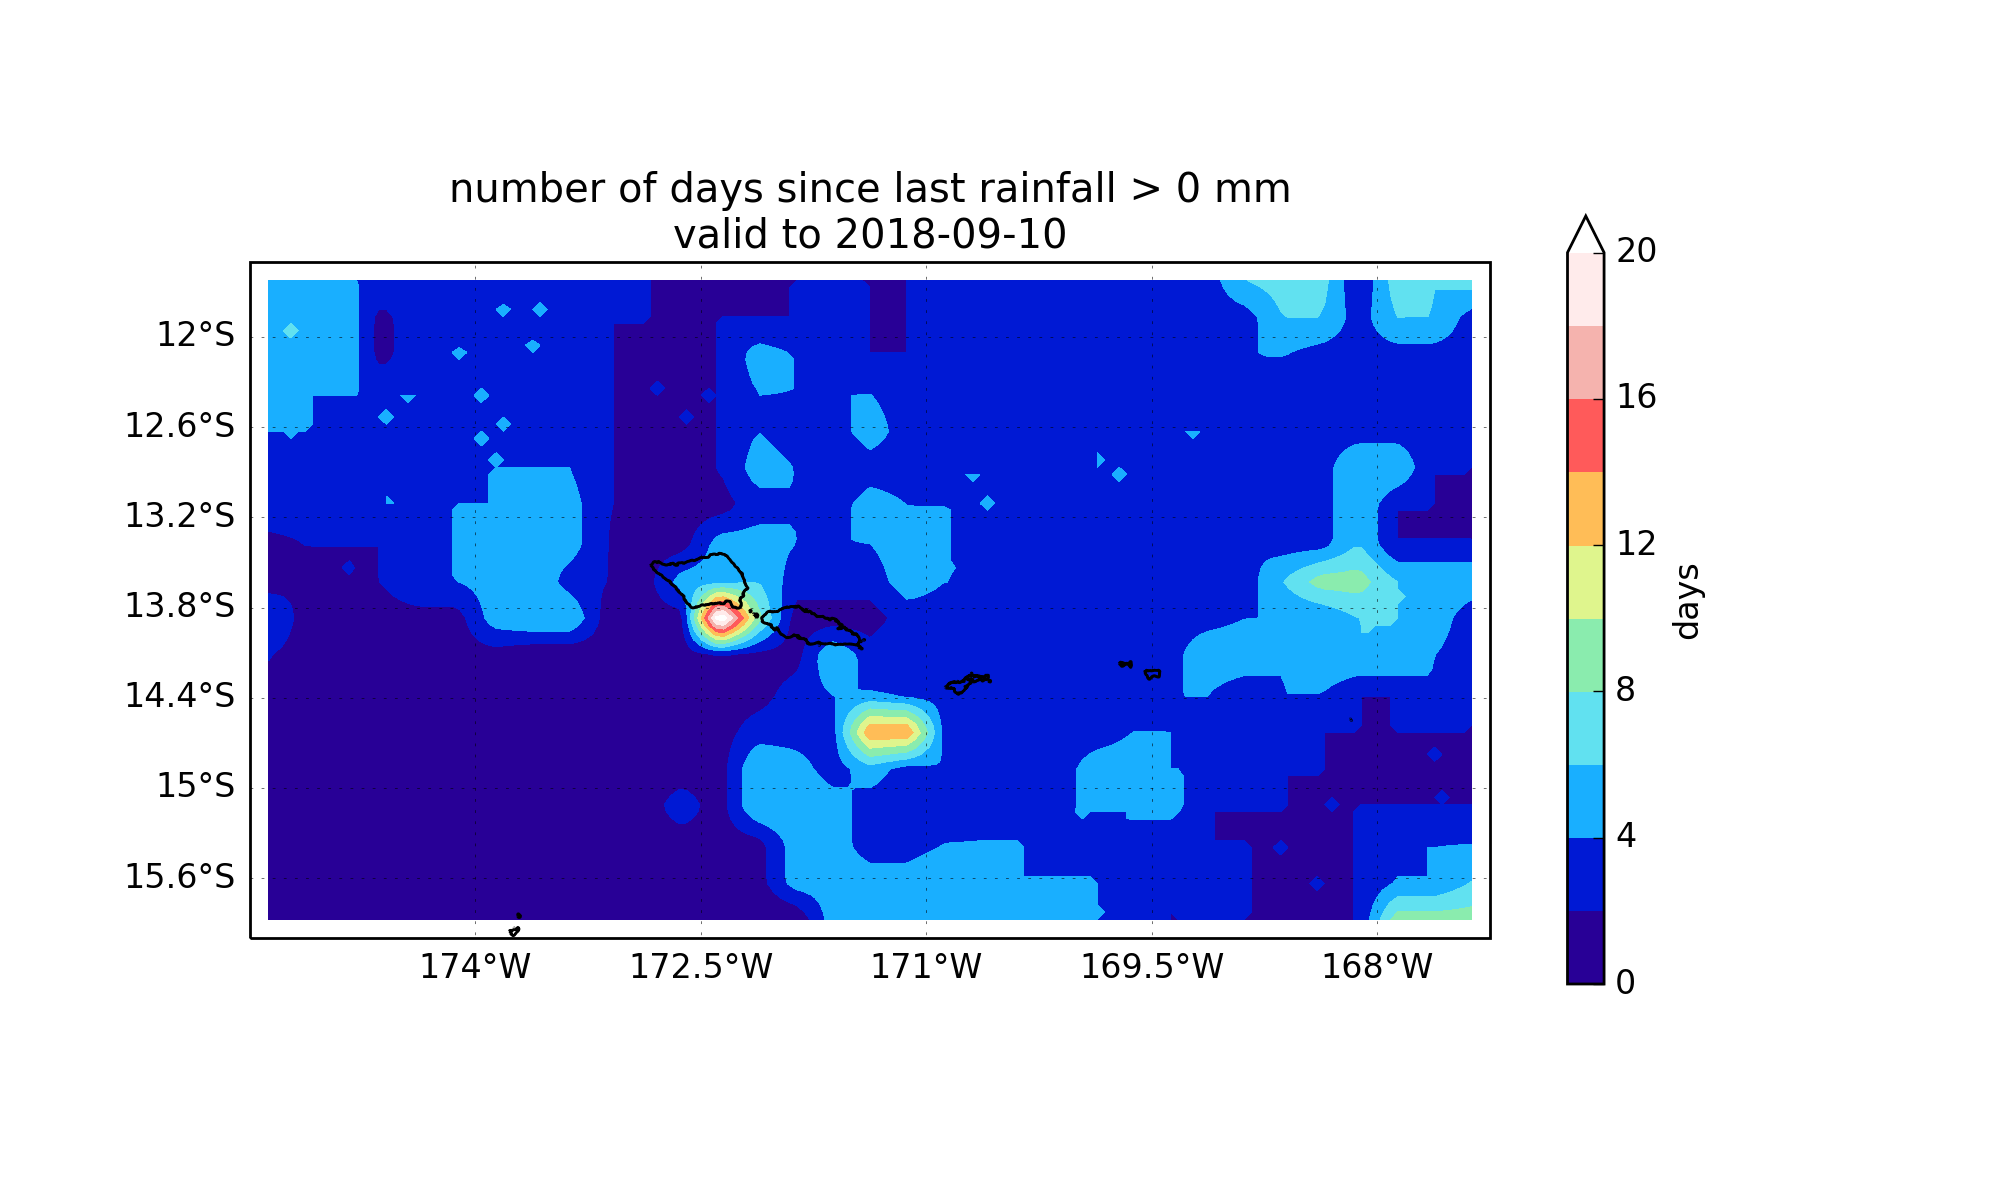 number of days since last rainfall > 0 mm
valid to 2018-09-10
12°S
12.6°S
13.2°S
13.8°S
14.4°S
15°S
15.6°S
174°W
172.5°W
171°W
169.5°W
168°W
20
16
12
8
4
0
days